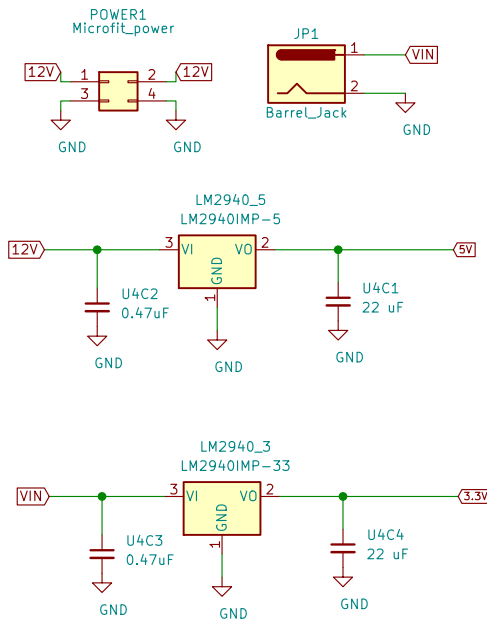 POWER1
Microfit_power
12V 1 2 12V
3 4
GND GND
JP1
1 VIN
2
Barrel_Jack
GND
LM2940_5
LM2940IMP-5
12V 3 VI VO 2 5V
GND
1
U4C2
0.47uF
U4C1
22 uF
GND
GND
GND
LM2940_3
LM2940IMP-33
VIN 3 VI VO 2 3.3V
GND
1
U4C3
0.47uF
U4C4
22 uF
GND
GND
GND